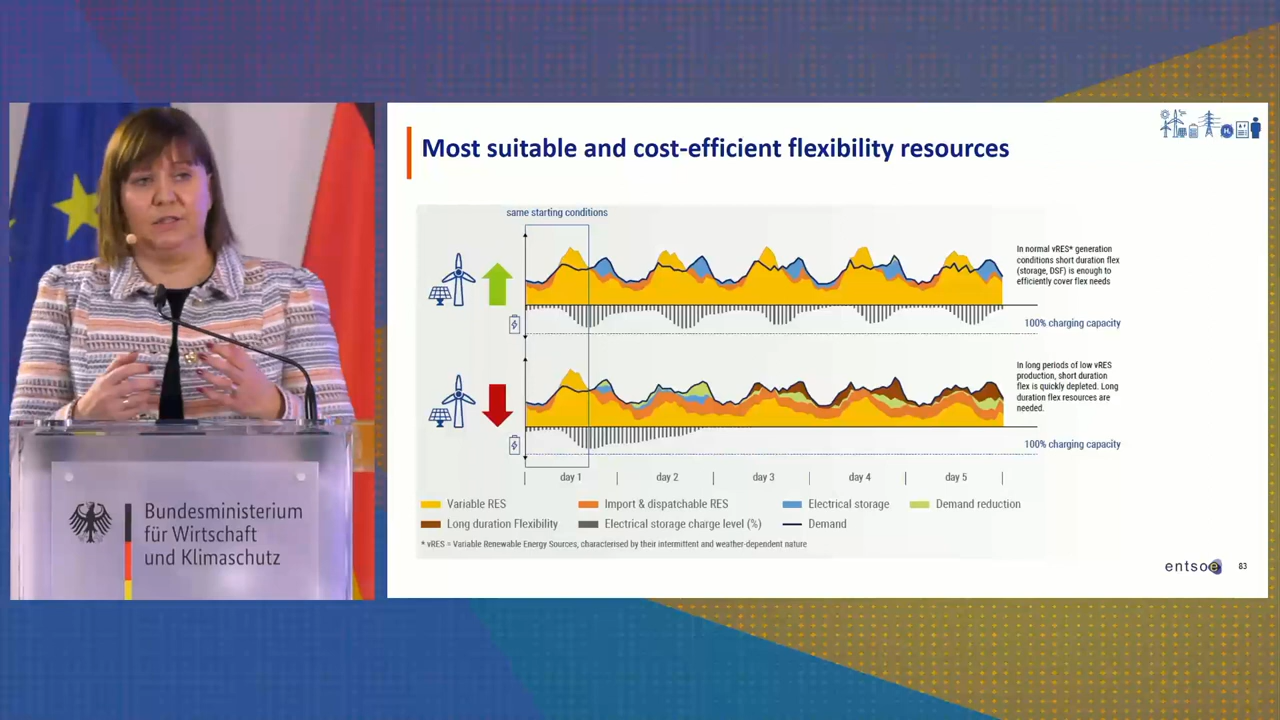 Most suitable and cost-efficient flexibility resources
same starting conditions
In normal vRES* generation
conditions short duration flex
(storage, DSF) is enough to
efficiently cover flex needs
100% charging capacity
In long periods of low vRES
production, short duration
flex is quickly depleted. Long
duration flex resources are
needed.
100% charging capacity
day 1
day 2
day 3
day 4
day 5
Variable RES
Import & dispatchable RES
Electrical storage
Demand reduction
Long duration Flexibility
Electrical storage charge level (%)
Demand
* vRES = Variable Renewable Energy Sources, characterised by their intermittent and weather-dependent nature
entsoe
83
Bundesministerium
für Wirtschaft
und Klimaschutz